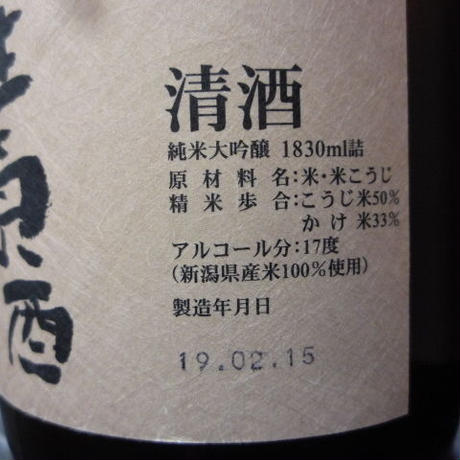 生原酒
清酒
純米大吟醸 1830ml詰
原材料名:米・米こうじ
精米歩合:こうじ米50%
かけ米33%
アルコール分:17度
(新潟県産米100%使用)
製造年月日
19.02.15